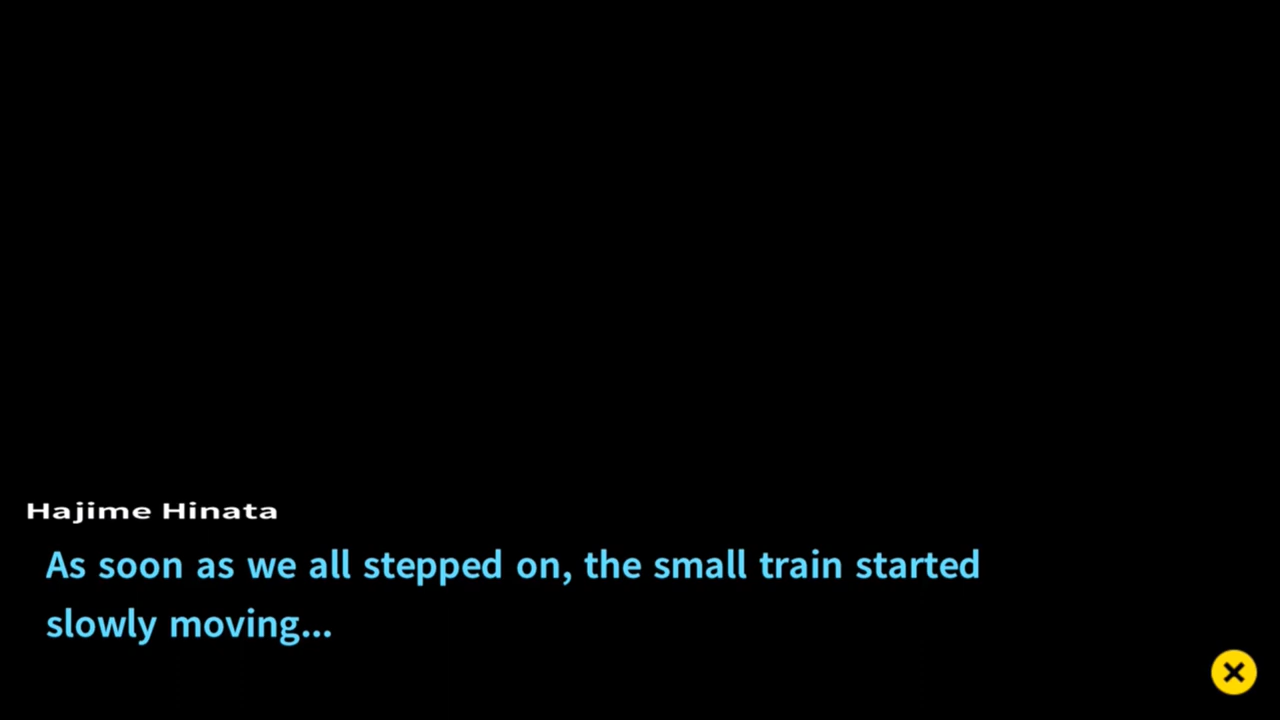 Hajime Hinata
As soon as we all stepped on, the small train started
slowly moving...